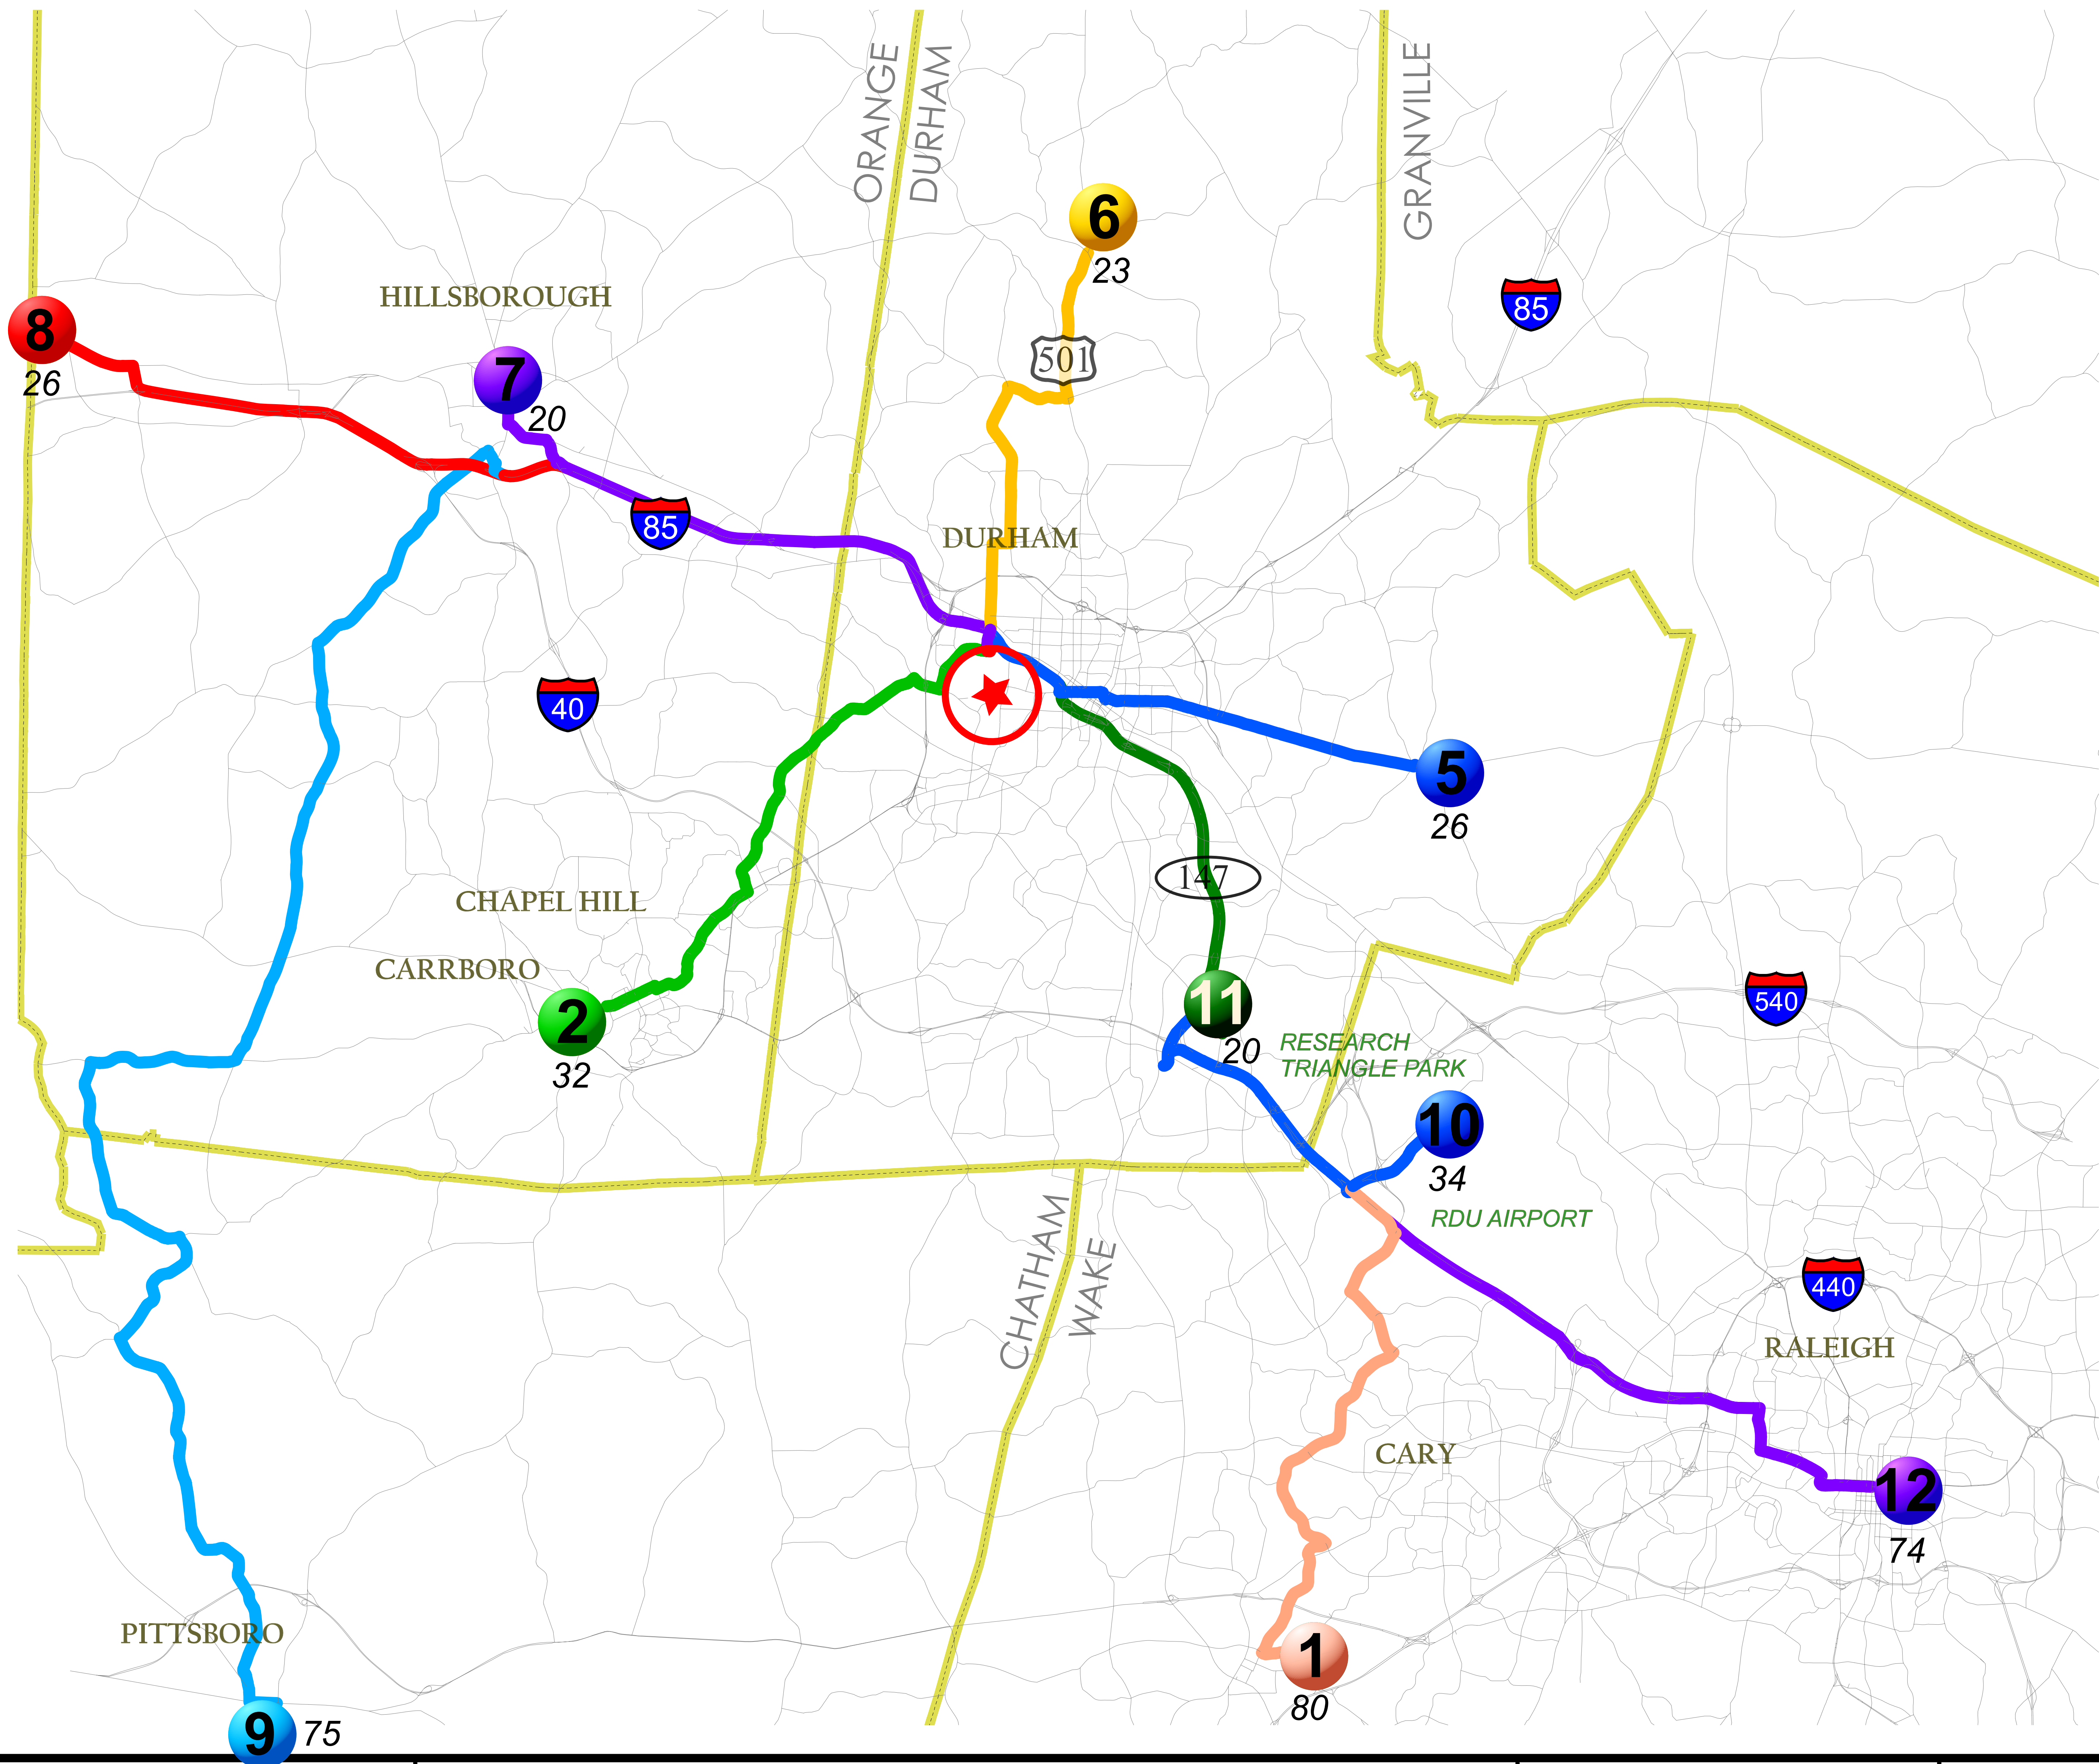 ORANGE
DURHAM
GRANVILLE
6
23
HILLSBOROUGH
85
8
26
501
7
20
85
DURHAM
40
5
26
147
CHAPEL HILL
CARRBORO
2
32
11
20
RESEARCH
TRIANGLE PARK
540
10
34
RDU AIRPORT
CHATHAM
WAKE
440
RALEIGH
CARY
12
74
PITTSBORO
1
80
9
75